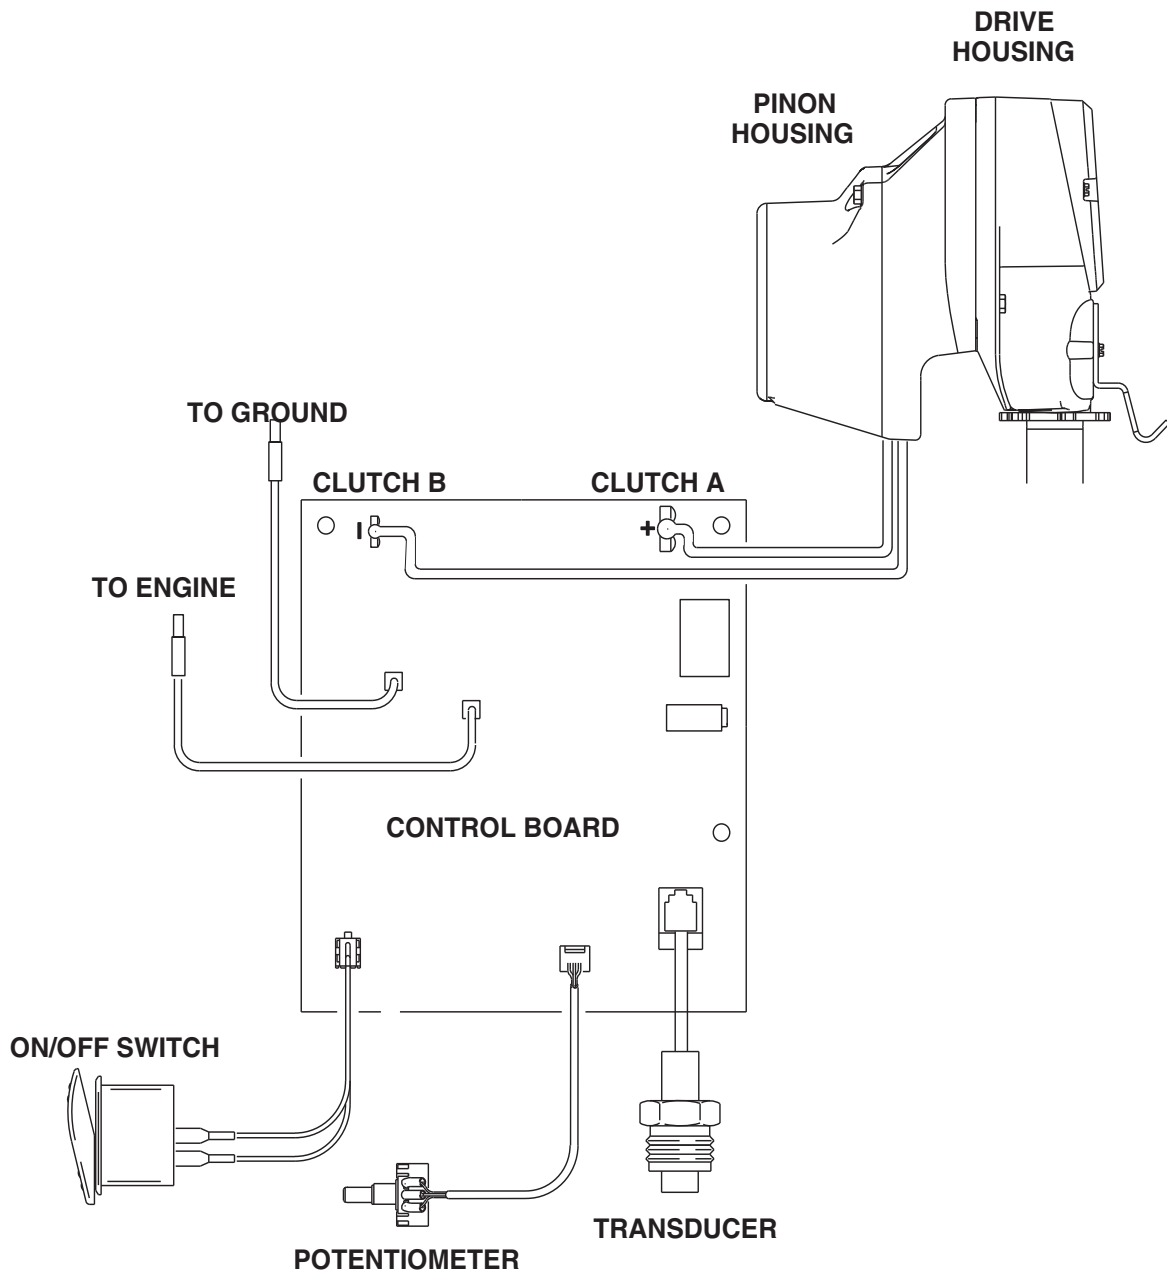 DRIVE
HOUSING
PINON
HOUSING
TO GROUND
CLUTCH B
CLUTCH A
–
+
TO ENGINE
CONTROL BOARD
ON/OFF SWITCH
TRANSDUCER
POTENTIOMETER